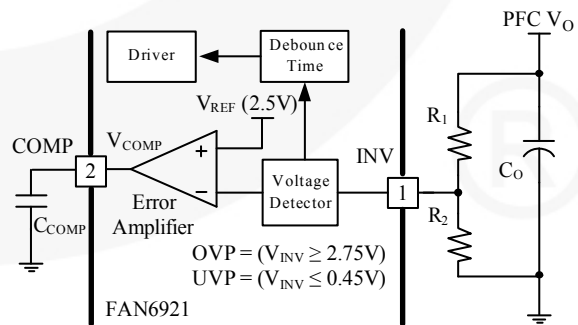 PFC V_O
Driver
Debounce
Time
V_REF (2.5V)
R_1
COMP
V_COMP
INV
C_O
2
+
−
Voltage
Detector
1
Error
Amplifier
R_2
C_COMP
OVP = (V_INV ≥ 2.75V)
UVP = (V_INV ≤ 0.45V)
FAN6921
R